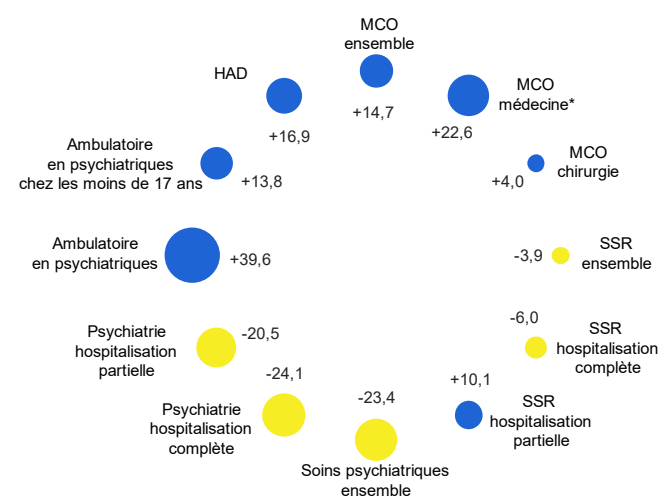 MCO
ensemble
+14,7
HAD
+16,9
MCO
médecine*
+22,6
Ambulatoire
en psychiatriques
chez les moins de 17 ans
+13,8
MCO
chirurgie
+4,0
Ambulatoire
en psychiatriques
+39,6
-3,9
SSR
ensemble
Psychiatrie
hospitalisation
partielle
-20,5
-6,0
SSR
hospitalisation
complète
-24,1
Psychiatrie
hospitalisation
complète
-23,4
Soins psychiatriques
ensemble
+10,1
SSR
hospitalisation
partielle